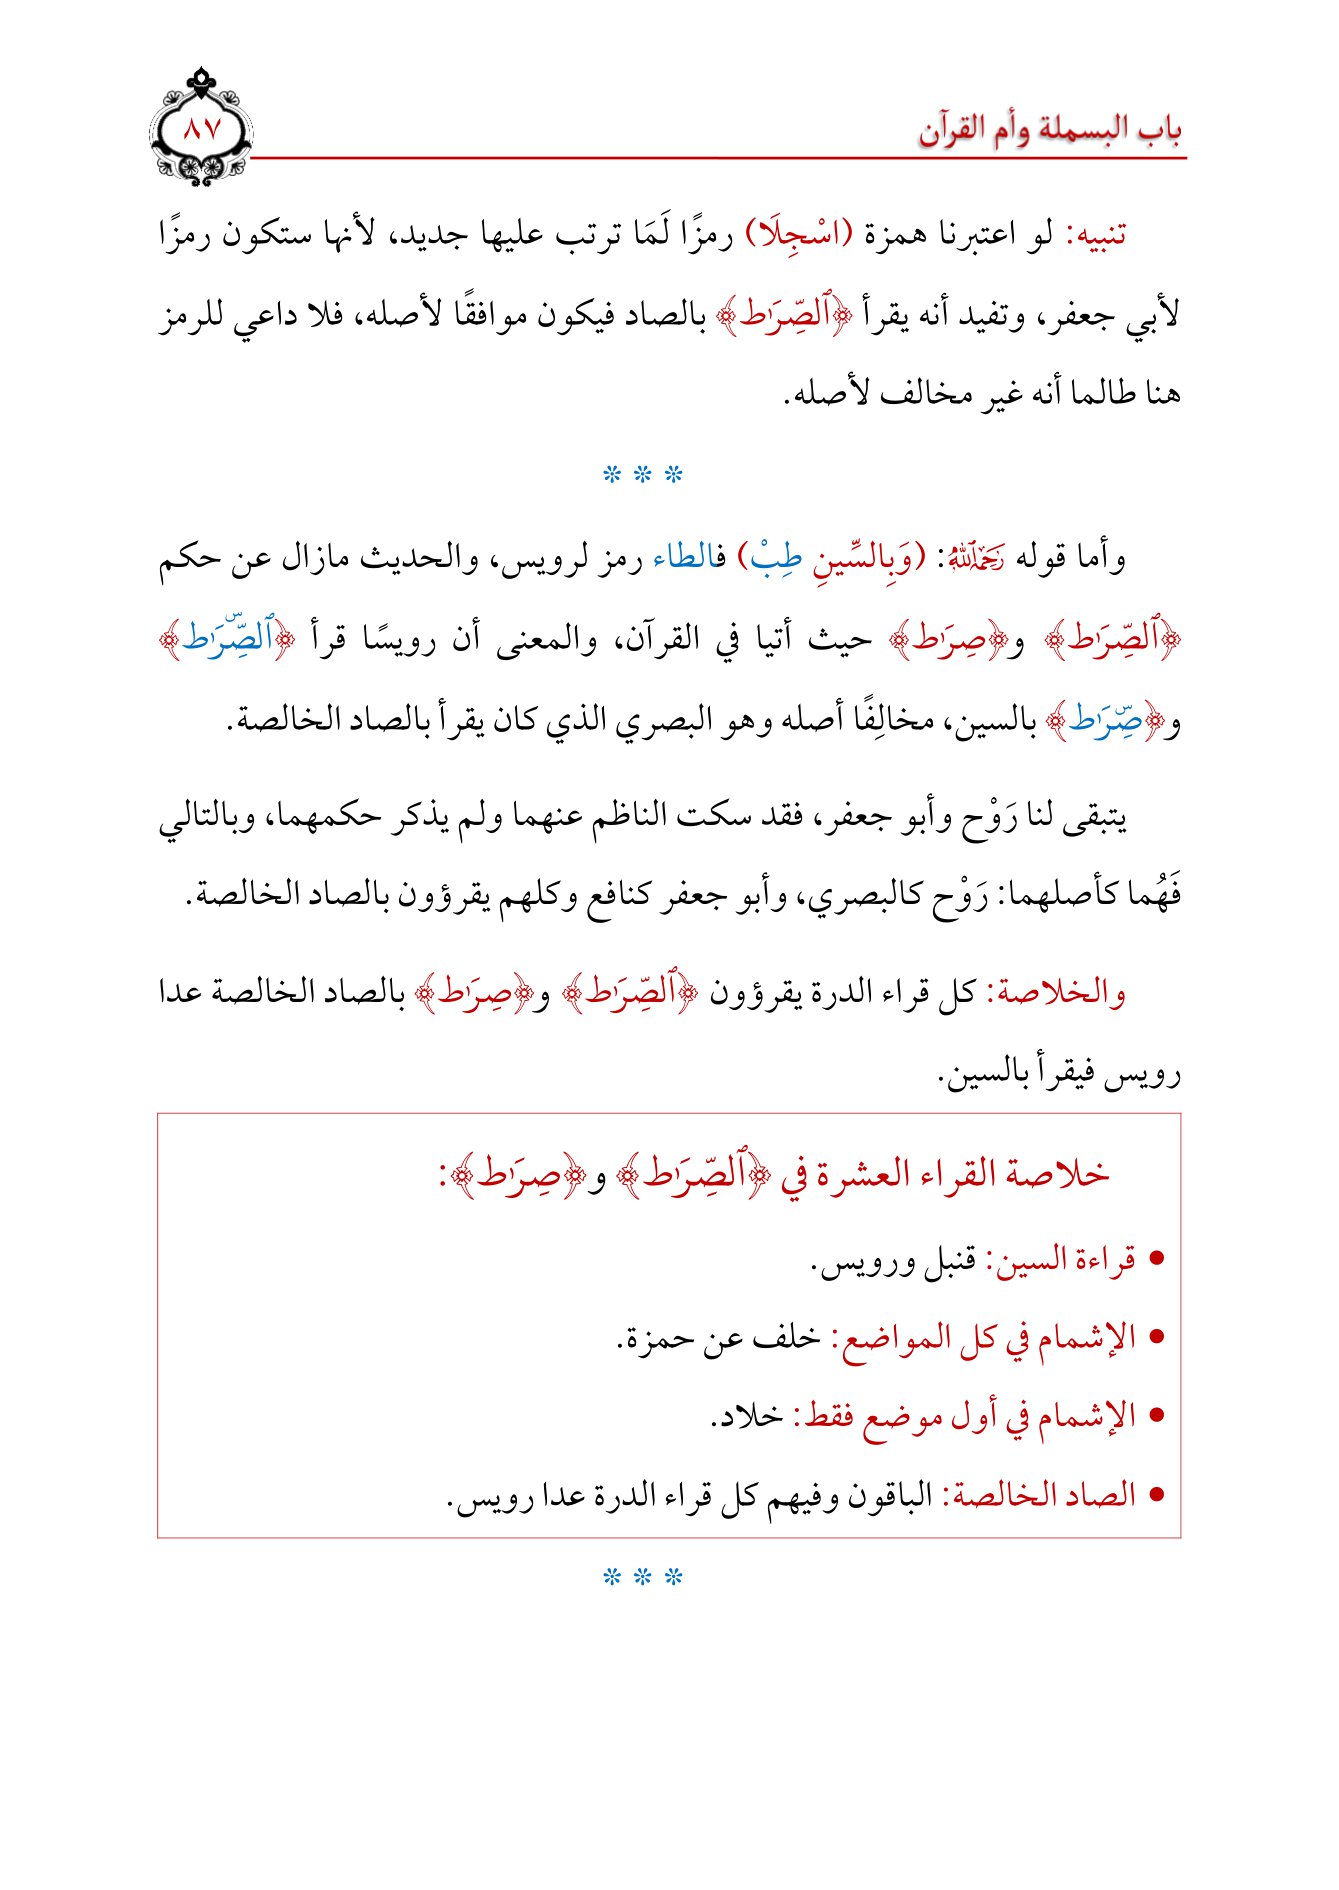 باب البسملة وأم القرآن
٨٧
تنبيه: لو اعتبرنا همزة (اسْجِلَا) رمزًا لَمَا ترتب عليها جديد، لأنها ستكون رمزًا
لأبي جعفر، وتفيد أنه يقرأ ﴿ٱلصِّرَٰط﴾ بالصاد فيكون موافقًا لأصله، فلا داعي للرمز
هنا طالما أنه غير مخالف لأصله.
* * *
وأما قوله رَحِمَهُ ٱللَّهُ: (وَبِالسِّينِ طِبْ) فالطاء رمز لرويس، والحديث مازال عن حكم
﴿ٱلصِّرَٰط﴾ و﴿صِرَٰط﴾ حيث أتيا في القرآن، والمعنى أن رويسًا قرأ ﴿ٱلصِّۜرَٰط﴾
و﴿صِۜرَٰط﴾ بالسين، مخالِفًا أصله وهو البصري الذي كان يقرأ بالصاد الخالصة.
يتبقى لنا رَوْح وأبو جعفر، فقد سكت الناظم عنهما ولم يذكر حكمهما، وبالتالي
فَهُما كأصلهما: رَوْح كالبصري، وأبو جعفر كنافع وكلهم يقرؤون بالصاد الخالصة.
والخلاصة: كل قراء الدرة يقرؤون ﴿ٱلصِّرَٰط﴾ و﴿صِرَٰط﴾ بالصاد الخالصة عدا
رويس فيقرأ بالسين.
خلاصة القراء العشرة في ﴿ٱلصِّرَٰط﴾ و﴿صِرَٰط﴾:
• قراءة السين: قنبل ورويس.
• الإشمام في كل المواضع: خلف عن حمزة.
• الإشمام في أول موضع فقط: خلاد.
• الصاد الخالصة: الباقون وفيهم كل قراء الدرة عدا رويس.
* * *